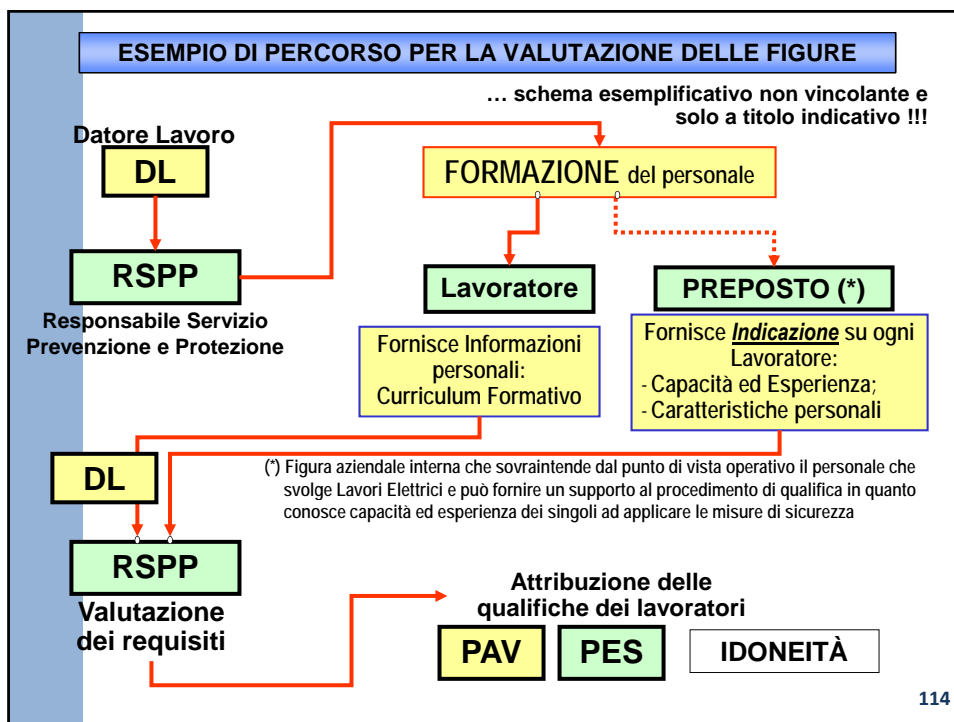 ESEMPIO DI PERCORSO PER LA VALUTAZIONE DELLE FIGURE
… schema esemplificativo non vincolante e
solo a titolo indicativo !!!
Datore Lavoro
DL
FORMAZIONE del personale
RSPP
Responsabile Servizio
Prevenzione e Protezione
Lavoratore
PREPOSTO (*)
Fornisce Informazioni
personali:
Curriculum Formativo
Fornisce Indicazione su ogni
Lavoratore:
- Capacità ed Esperienza;
- Caratteristiche personali
(*) Figura aziendale interna che sovraintende dal punto di vista operativo il personale che
svolge Lavori Elettrici e può fornire un supporto al procedimento di qualifica in quanto
conosce capacità ed esperienza dei singoli ad applicare le misure di sicurezza
DL
RSPP
Valutazione
dei requisiti
Attribuzione delle
qualifiche dei lavoratori
PAV
PES
IDONEITÀ
114